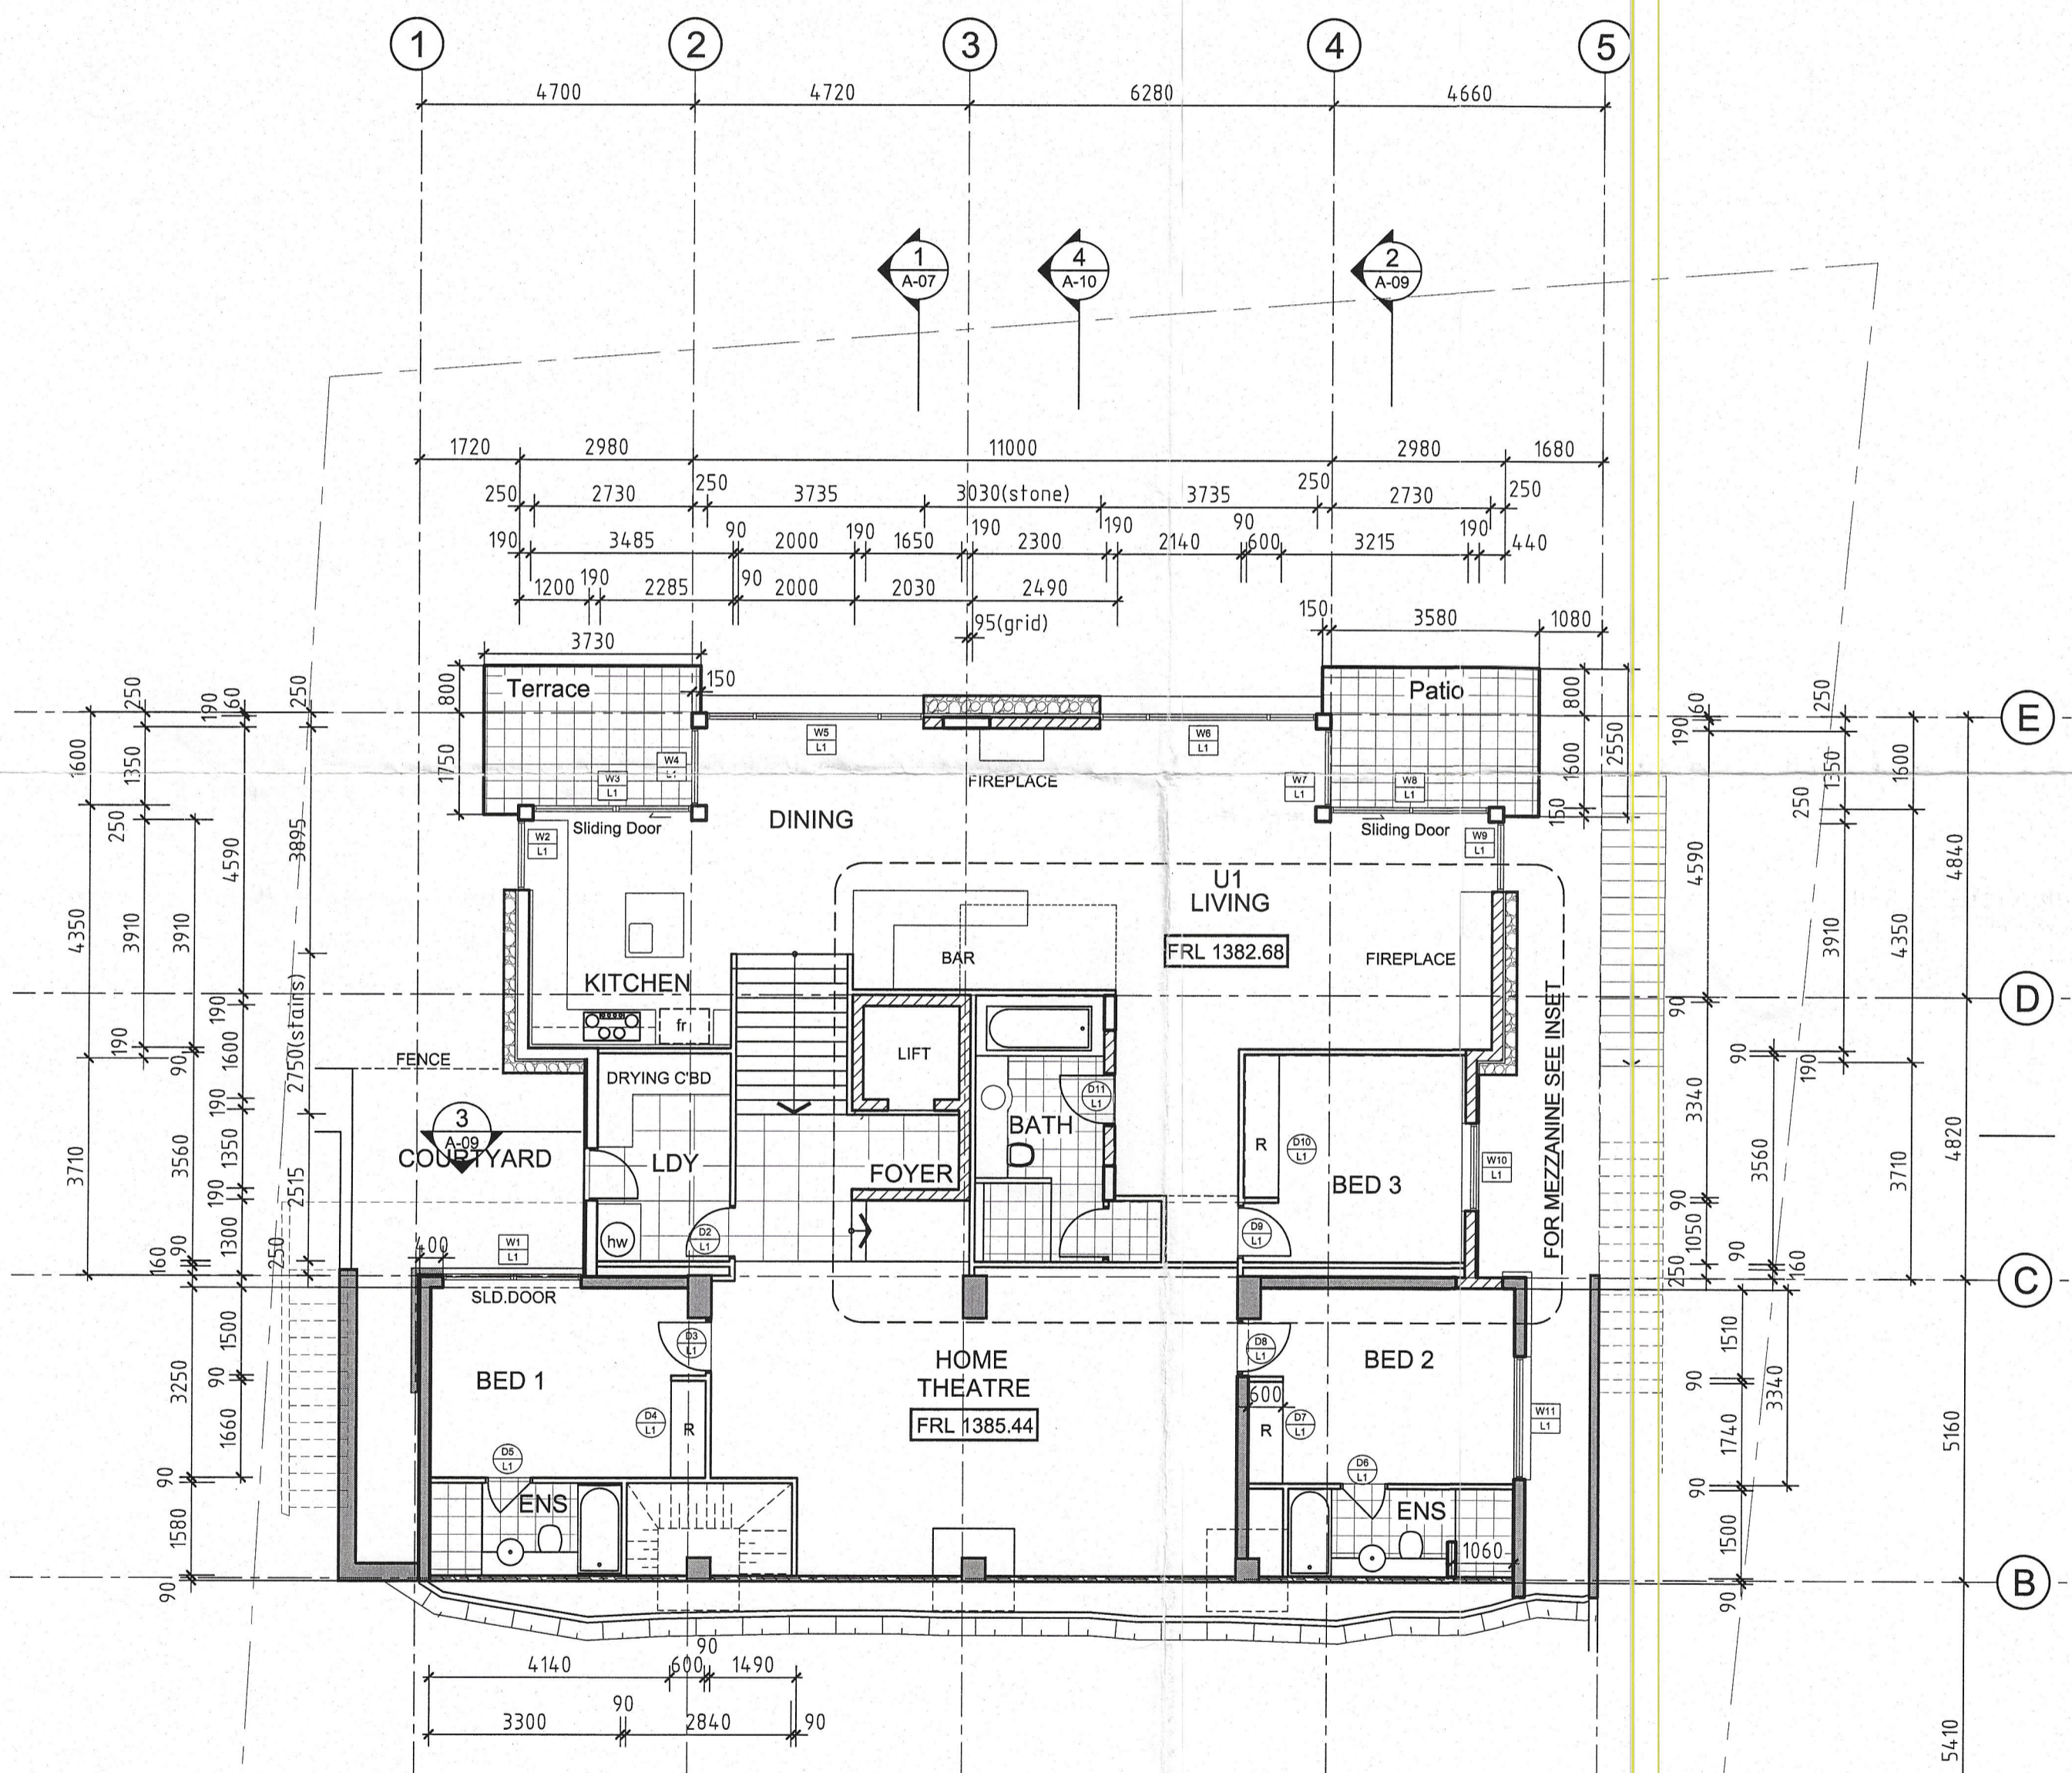 1 2 3 4 5
4700 4720 6280 4660
1 4 2
A-07 A-10 A-09
1720 2980 11000 2980 1680
250 2730 250 3735 3030(stone) 3735 250 2730 250
190 3485 90 2000 190 1650 190 2300 190 2140 90 600 3215 190 440
1200 190 2285 90 2000 2030 2490
95(grid)
150 3580 1080
3730
150
Terrace
Patio
E
W5
L1
W6
L1
W4
L1
W3
L1
W7
L1
W8
L1
FIREPLACE
DINING
Sliding Door
Sliding Door
W2
L1
W9
L1
U1
LIVING
FRL 1382.68
BAR
FIREPLACE
KITCHEN
fr
D
LIFT
FENCE
DRYING C'BD
D11
L1
3
A-09
COURTYARD
LDY
FOYER
BATH
R
D10
L1
BED 3
W10
L1
FOR MEZZANINE SEE INSET
hw
D2
L1
D9
L1
W1
L1
400
C
SLD.DOOR
D3
L1
D8
L1
BED 1
HOME
THEATRE
FRL 1385.44
BED 2
D4
L1
R
600
R
D7
L1
W11
L1
D5
L1
D6
L1
ENS
ENS
1060
B
90
4140 600 1490
90
3300 2840 90
1600 4350 3710
250 1350 250 3910 190
3910 90 3560 90 160 3250 90 1580 90
190 60 4590 190 1600 190 1350 190 1300 1500 90 1660
250 3895 2750(stairs) 2515 250
800 1750
800 1600 150
2550
60 190 4590 90 3340 90 1050 250
1510 90 1740 90 1500 90
90 3560 90 160 3340
250 1350 250 3910 190
1600 4350 3710
4840 4820 5160 5410